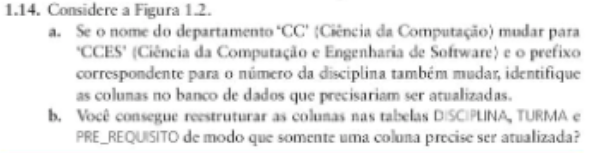 1.14. Considere a Figura 1.2.
a. Se o nome do departamento 'CC' (Ciência da Computação) mudar para
'CCES' (Ciência da Computação e Engenharia de Software) e o prefixo
correspondente para o número da disciplina também mudar, identifique
as colunas no banco de dados que precisariam ser atualizadas.
b. Você consegue reestruturar as colunas nas tabelas DISCIPLINA, TURMA e
PRE_REQUISITO de modo que somente uma coluna precise ser atualizada?